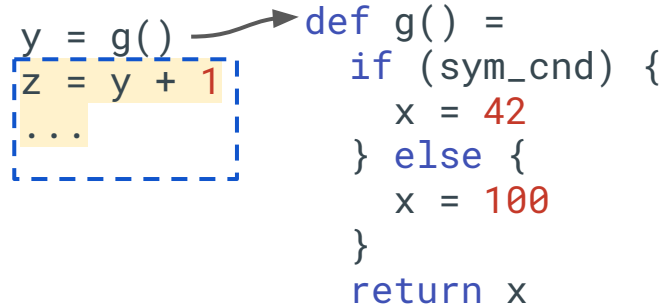 y = g()
z = y + 1
...
def g() =
if (sym_cnd) {
x = 42
} else {
x = 100
}
return x